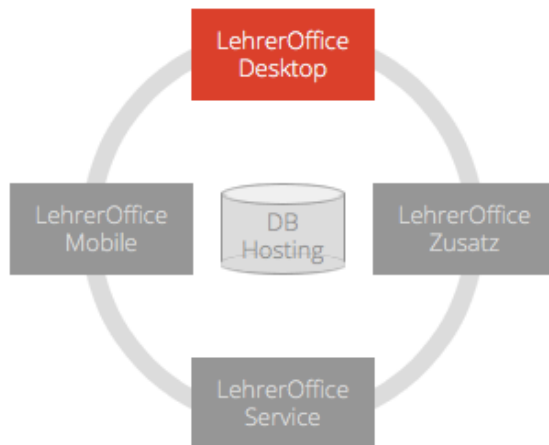 LehrerOffice
Desktop
LehrerOffice
Mobile
DB
Hosting
LehrerOffice
Zusatz
LehrerOffice
Service